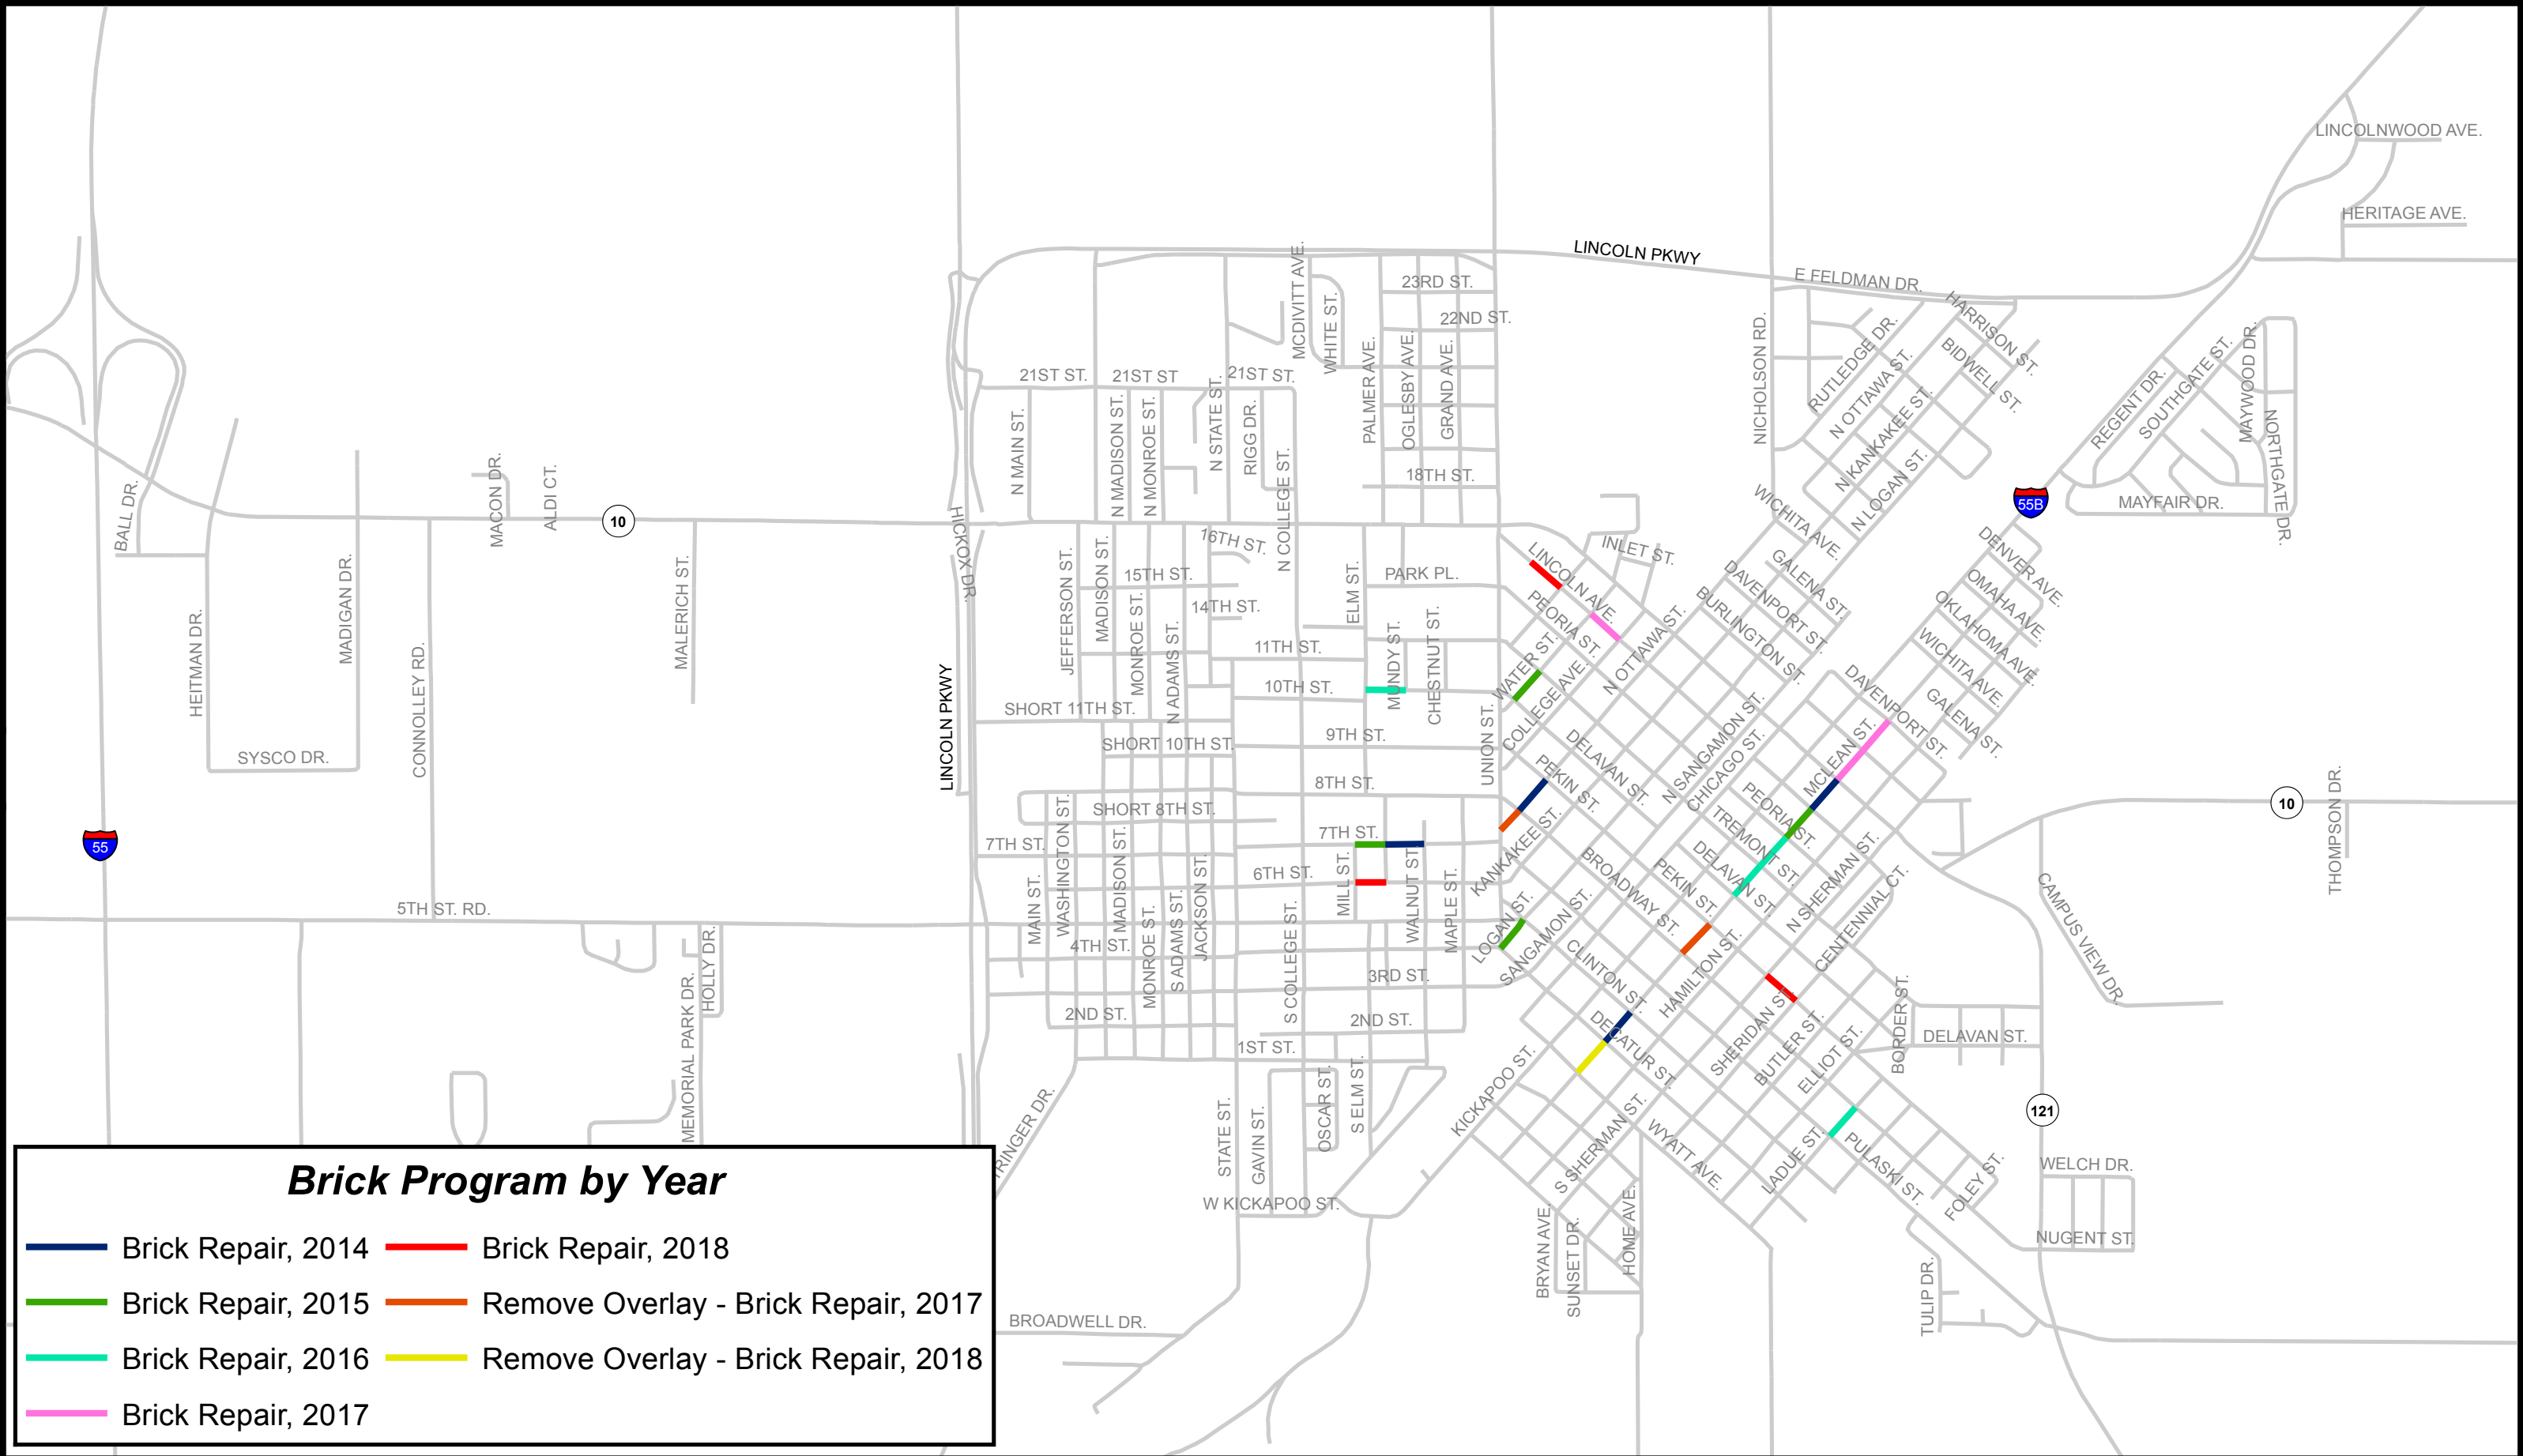 LINCOLNWOOD AVE.
HERITAGE AVE.
LINCOLN PKWY
E FELDMAN DR.
MCDIVITT AVE.
WHITE ST.
23RD ST.
22ND ST.
HARRISON ST.
BIDWELL ST.
NICHOLSON RD.
RUTLEDGE DR.
N OTTAWA ST.
N KANKAKEE ST.
N LOGAN ST.
REGENT DR.
SOUTHGATE ST.
MAYWOOD DR.
NORTHGATE DR.
MAYFAIR DR.
55B
PALMER AVE.
OGLESBY AVE.
GRAND AVE.
18TH ST.
21ST ST.
21ST ST
21ST ST.
N MAIN ST.
N MADISON ST.
N MONROE ST.
N STATE ST.
RIGG DR.
N COLLEGE ST.
BALL DR.
MACON DR.
ALDI CT.
10
HEITMAN DR.
MADIGAN DR.
CONNOLLEY RD.
MALERICH ST.
SYSCO DR.
HICKOX DR.
LINCOLN PKWY
JEFFERSON ST.
MADISON ST.
MONROE ST.
N ADAMS ST.
16TH ST.
15TH ST.
14TH ST.
11TH ST.
10TH ST.
SHORT 11TH ST.
SHORT 10TH ST.
9TH ST.
8TH ST.
SHORT 8TH ST.
7TH ST.
7TH ST.
6TH ST.
ELM ST.
PARK PL.
MUNDY ST.
CHESTNUT ST.
UNION ST.
LINCOLN AVE.
INLET ST.
PEORIA ST.
WATER ST.
COLLEGE AVE.
N OTTAWA ST.
DELAVAN ST.
PEKIN ST.
KANKAKEE ST.
WICHITA AVE.
GALENA ST.
DAVENPORT ST.
BURLINGTON ST.
N SANGAMON ST.
CHICAGO ST.
DENVER AVE.
OMAHA AVE.
OKLAHOMA AVE.
WICHITA AVE.
GALENA ST.
DAVENPORT ST.
MCLEAN ST.
PEORIA ST.
TREMONT ST.
DELAVAN ST.
PEKIN ST.
BROADWAY ST.
N SHERMAN ST.
CENTENNIAL CT.
HAMILTON ST.
LOGAN ST.
SANGAMON ST.
CLINTON ST.
DECATUR ST.
KICKAPOO ST.
SHERIDAN ST.
BUTLER ST.
ELLIOT ST.
BORDER ST.
DELAVAN ST.
10
THOMPSON DR.
CAMPUS VIEW DR.
121
55
5TH ST. RD.
MAIN ST.
WASHINGTON ST.
MADISON ST.
MONROE ST.
S ADAMS ST.
JACKSON ST.
4TH ST.
2ND ST.
3RD ST.
2ND ST.
1ST ST.
S COLLEGE ST.
MILL ST.
WALNUT ST.
MAPLE ST.
HOLLY DR.
MEMORIAL PARK DR.
TRINGER DR.
STATE ST.
GAVIN ST.
OSCAR ST.
S ELM ST.
W KICKAPOO ST.
S SHERMAN ST.
WYATT AVE.
LADUE ST.
PULASKI ST.
FOLEY ST.
WELCH DR.
NUGENT ST.
BRYAN AVE.
SUNSET DR.
HOME AVE.
TULIP DR.
BROADWELL DR.
Brick Program by Year
Brick Repair, 2014
Brick Repair, 2018
Brick Repair, 2015
Remove Overlay - Brick Repair, 2017
Brick Repair, 2016
Remove Overlay - Brick Repair, 2018
Brick Repair, 2017